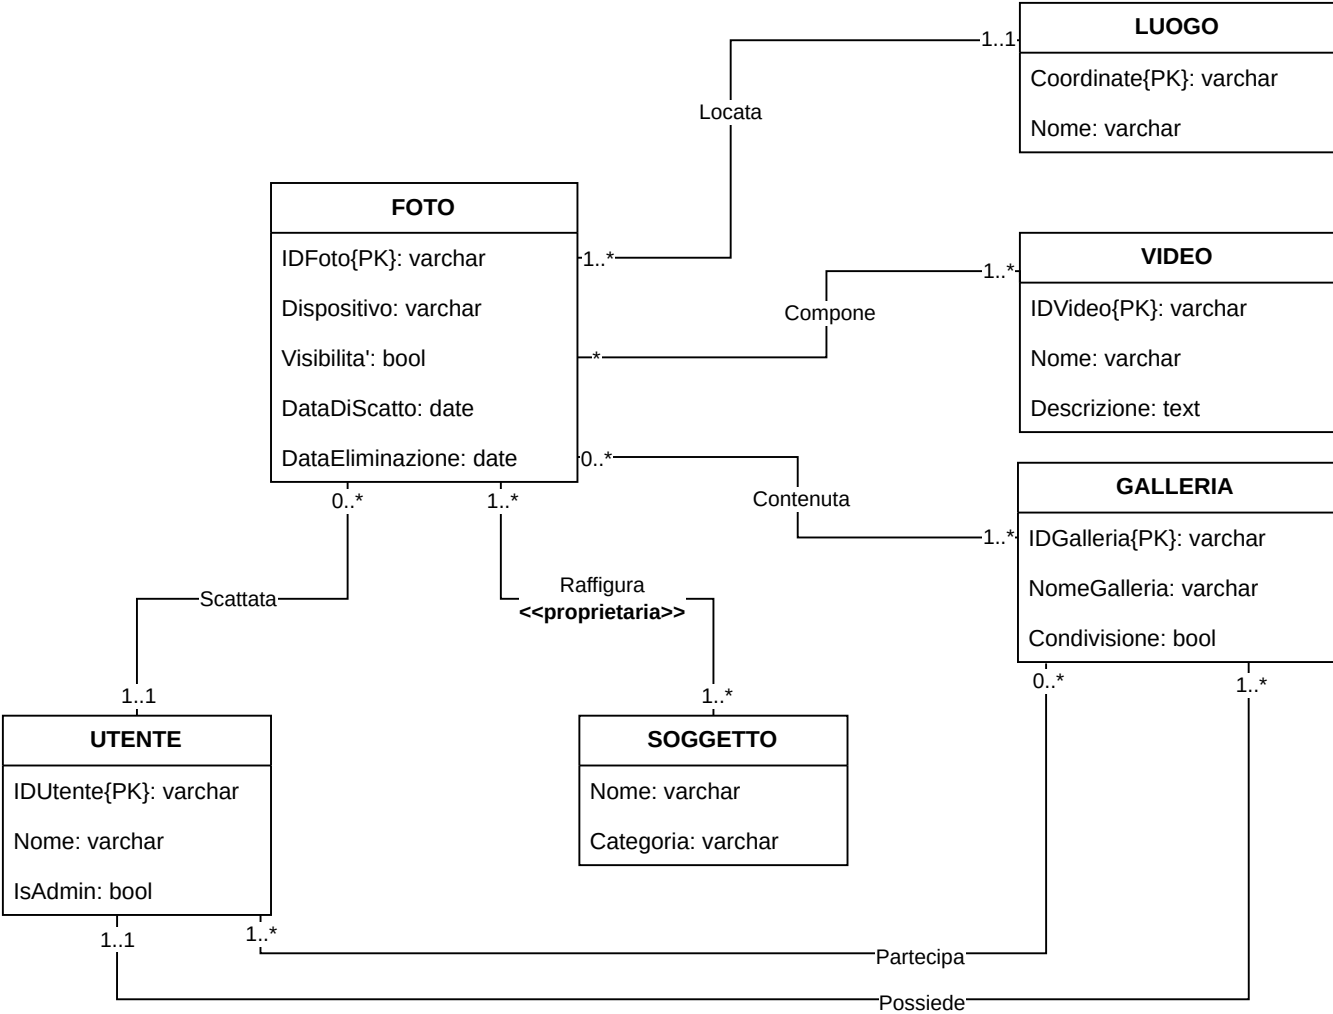 LUOGO
Coordinate{PK}: varchar
Nome: varchar
1..1
Locata
1..*
FOTO
IDFoto{PK}: varchar
Dispositivo: varchar
Visibilita': bool
DataDiScatto: date
DataEliminazione: date
VIDEO
IDVideo{PK}: varchar
Nome: varchar
Descrizione: text
1..*
Compone
*
0..*
Contenuta
1..*
GALLERIA
IDGalleria{PK}: varchar
NomeGalleria: varchar
Condivisione: bool
0..*
1..*
Scattata
Raffigura
<<proprietaria>>
1..1
1..*
0..*
1..*
UTENTE
IDUtente{PK}: varchar
Nome: varchar
IsAdmin: bool
SOGGETTO
Nome: varchar
Categoria: varchar
1..1
1..*
Partecipa
Possiede